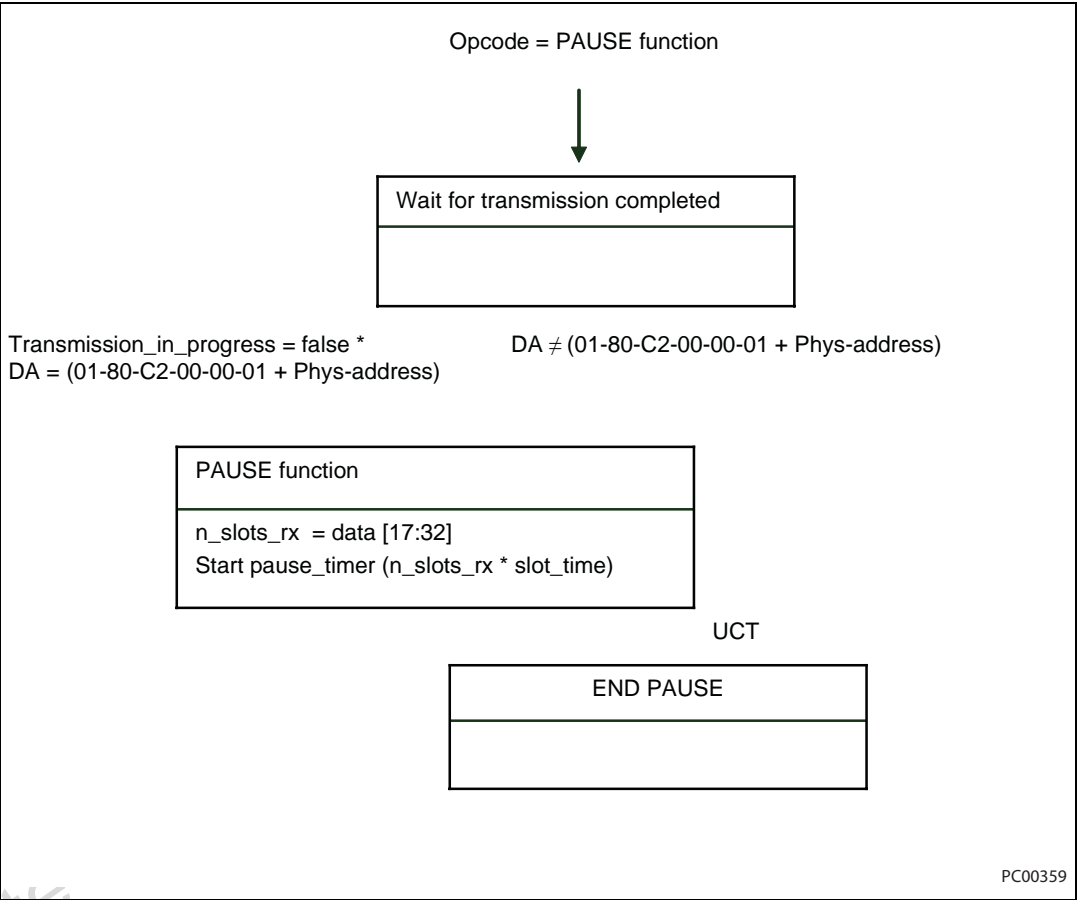 Opcode = PAUSE function
Wait for transmission completed
Transmission_in_progress = false *
DA = (01-80-C2-00-00-01 + Phys-address)
DA ≠ (01-80-C2-00-00-01 + Phys-address)
PAUSE function
n_slots_rx = data [17:32]
Start pause_timer (n_slots_rx * slot_time)
UCT
END PAUSE
PC00359